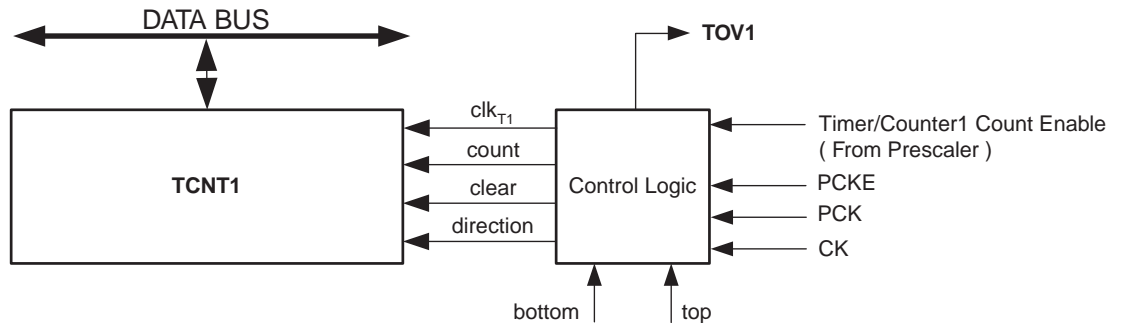 DATA BUS
TOV1
clkT1
Timer/Counter1 Count Enable
( From Prescaler )
count
TCNT1
Control Logic
PCKE
clear
PCK
direction
CK
bottom
top